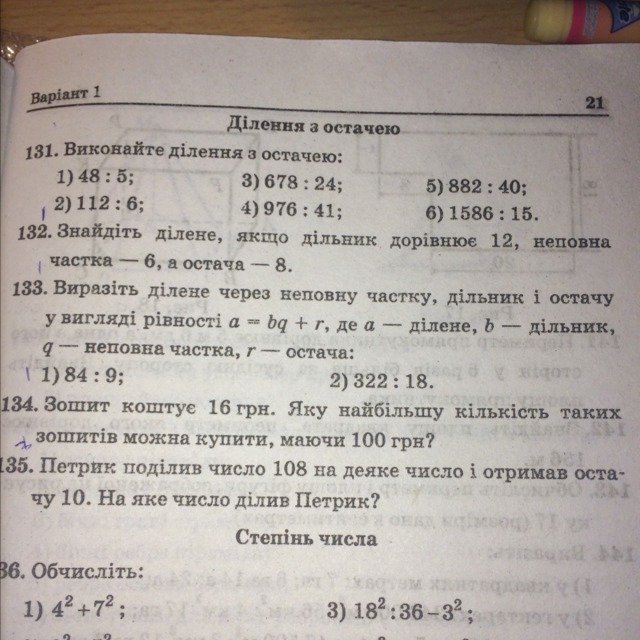 Варіант 1
21
Ділення з остачею
131. Виконайте ділення з остачею:
1) 48 : 5;
3) 678 : 24;
5) 882 : 40;
2) 112 : 6;
4) 976 : 41;
6) 1586 : 15.
132. Знайдіть ділене, якщо дільник дорівнює 12, неповна
частка — 6, а остача — 8.
133. Виразіть ділене через неповну частку, дільник і остачу
у вигляді рівності a = bq + r, де a — ділене, b — дільник,
q — неповна частка, r — остача:
1) 84 : 9;
2) 322 : 18.
134. Зошит коштує 16 грн. Яку найбільшу кількість таких
зошитів можна купити, маючи 100 грн?
135. Петрик поділив число 108 на деяке число і отримав оста-
чу 10. На яке число ділив Петрик?
Степінь числа
36. Обчисліть:
1) 4² + 7²;
3) 18² : 36 – 3²;